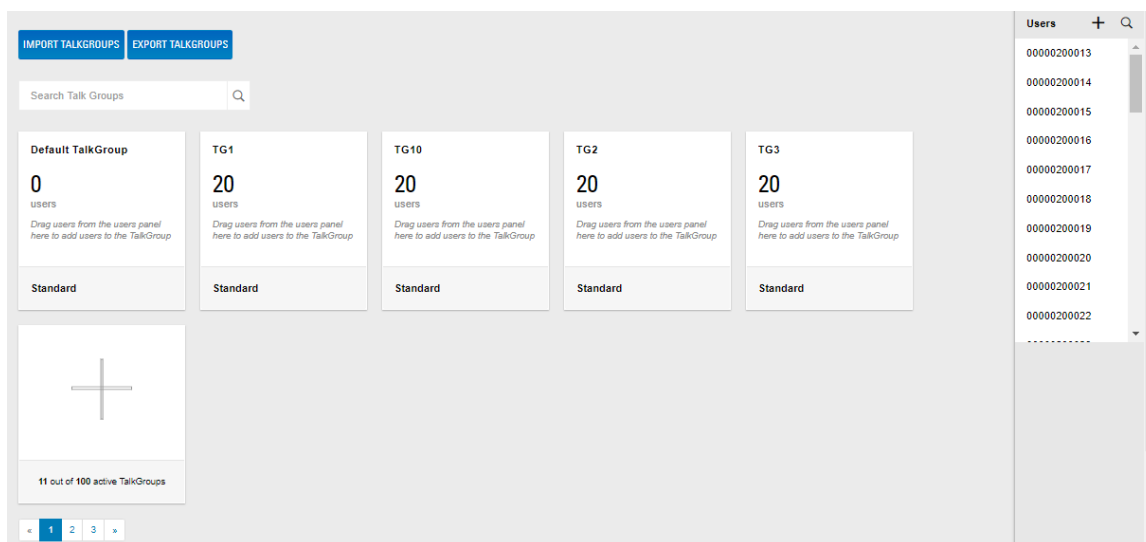 IMPORT TALKGROUPS
EXPORT TALKGROUPS
Search Talk Groups
Default TalkGroup
0
users
Drag users from the users panel
here to add users to the TalkGroup
Standard
TG1
20
users
Drag users from the users panel
here to add users to the TalkGroup
Standard
TG10
20
users
Drag users from the users panel
here to add users to the TalkGroup
Standard
TG2
20
users
Drag users from the users panel
here to add users to the TalkGroup
Standard
TG3
20
users
Drag users from the users panel
here to add users to the TalkGroup
Standard
11 out of 100 active TalkGroups
« 1 2 3 »
Users
00000200013
00000200014
00000200015
00000200016
00000200017
00000200018
00000200019
00000200020
00000200021
00000200022